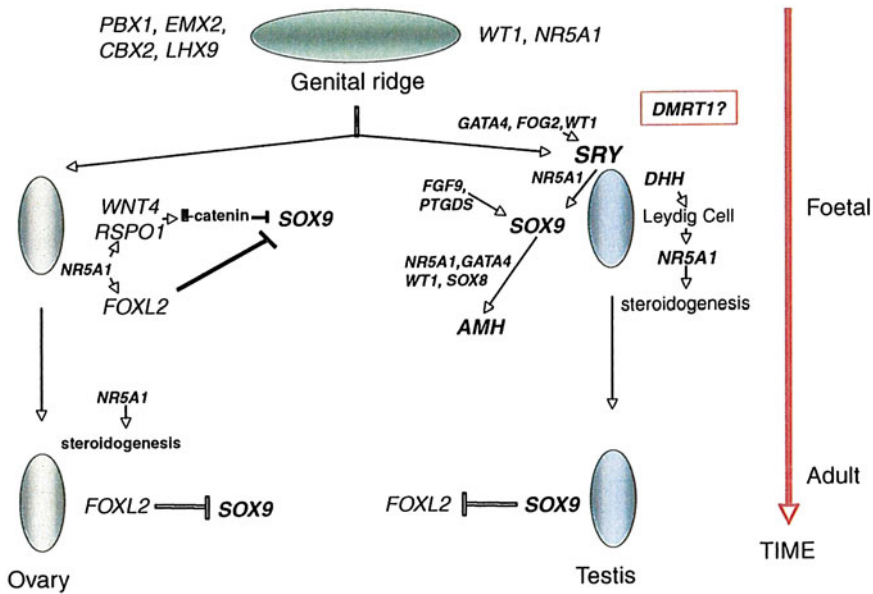 PBX1, EMX2,
CBX2, LHX9
WT1, NR5A1
Genital ridge
GATA4, FOG2,WT1
DMRT1?
SRY
NR5A1
FGF9,
PTGDS
SOX9
DHH
Leydig Cell
NR5A1
steroidogenesis
NR5A1,GATA4
WT1, SOX8
AMH
WNT4
RSPO1
-catenin
SOX9
NR5A1
FOXL2
Foetal
NR5A1
steroidogenesis
FOXL2
SOX9
FOXL2
SOX9
Adult
TIME
Ovary
Testis